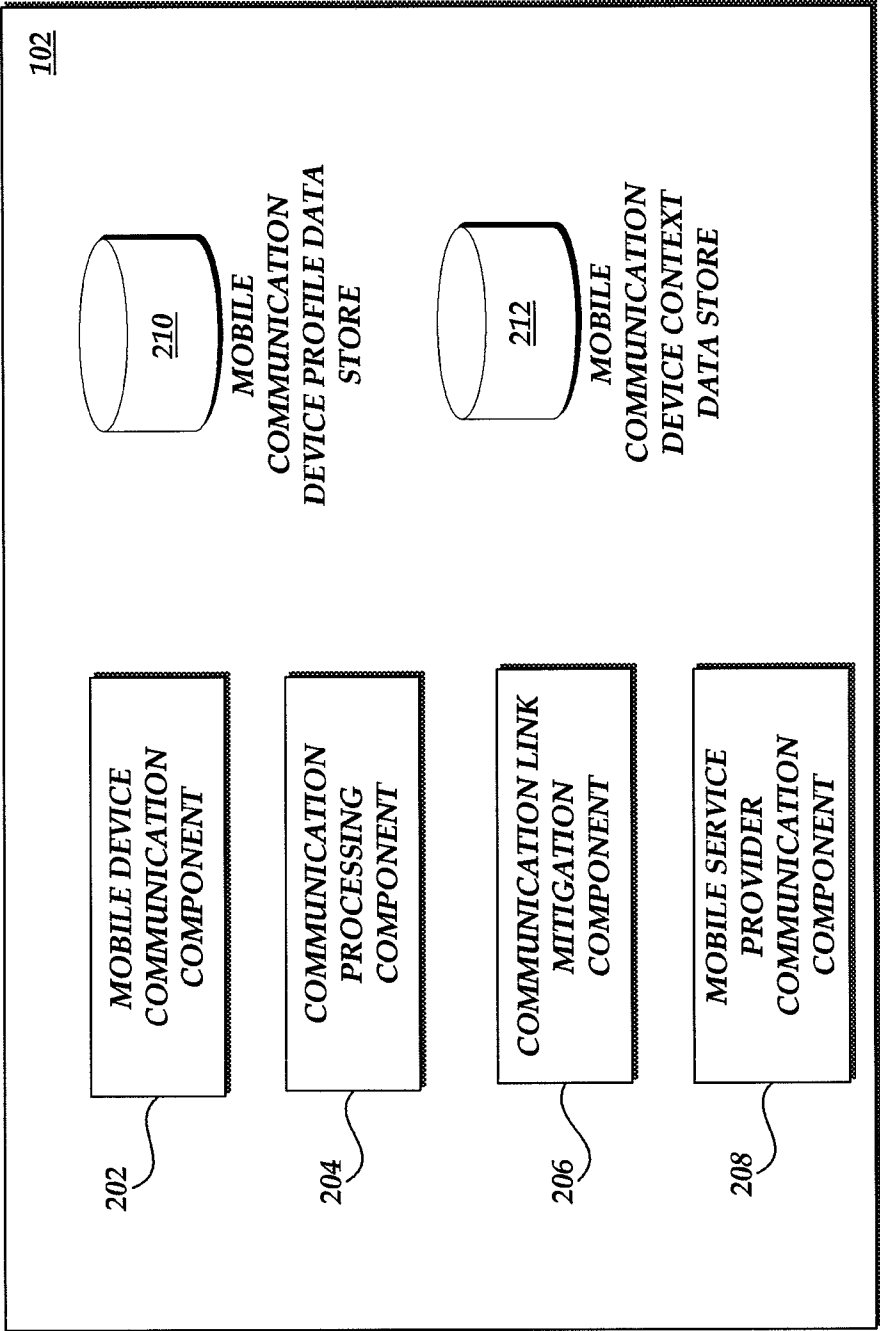 102
202
MOBILE DEVICE
COMMUNICATION
COMPONENT
204
COMMUNICATION
PROCESSING
COMPONENT
206
COMMUNICATION LINK
MITIGATION
COMPONENT
208
MOBILE SERVICE
PROVIDER
COMMUNICATION
COMPONENT
210
MOBILE
COMMUNICATION
DEVICE PROFILE DATA
STORE
212
MOBILE
COMMUNICATION
DEVICE CONTEXT
DATA STORE